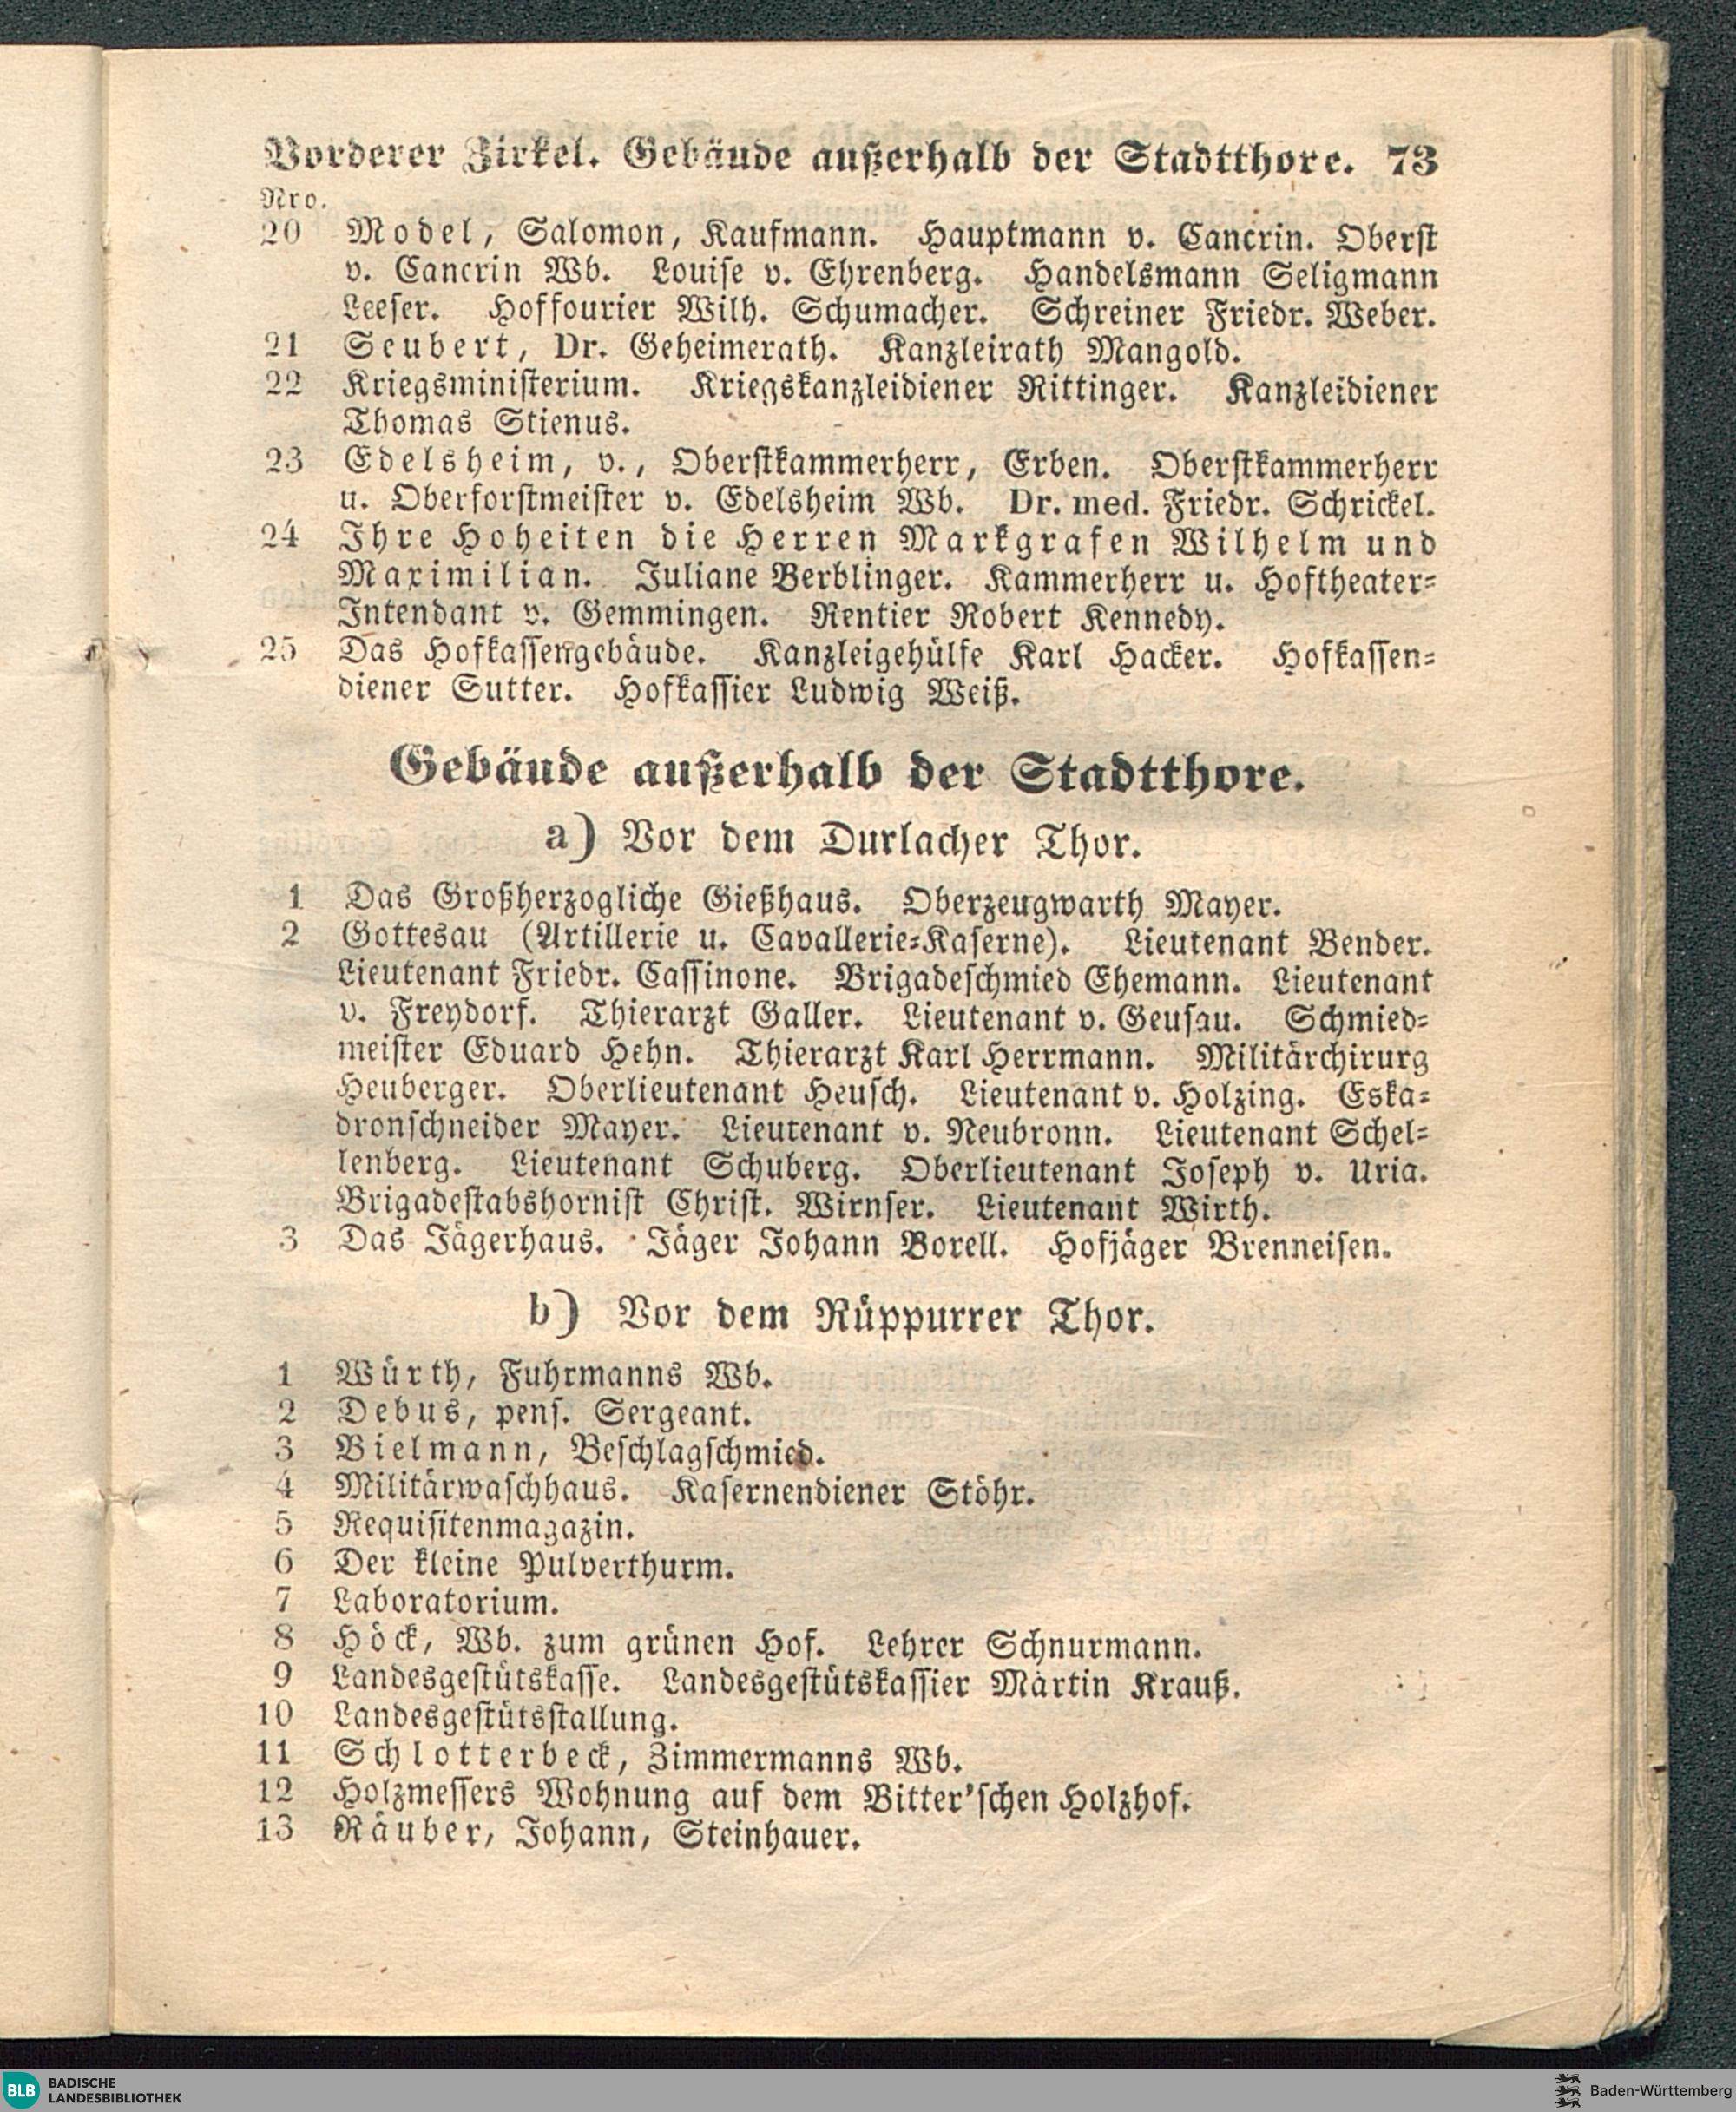 Vorderer Zirkel. Gebäude außerhalb der Stadtthore. 73
Nro.
20 Model, Salomon, Kaufmann. Hauptmann v. Cancrin. Oberst
v. Cancrin Wb. Louise v. Ehrenberg. Handelsmann Seligmann
Leeser. Hoffourier Wilh. Schumacher. Schreiner Friedr. Weber.
21 Seubert, Dr. Geheimerath. Kanzleirath Mangold.
22 Kriegsministerium. Kriegskanzleidiener Rittinger. Kanzleidiener
Thomas Stienus.
23 Edelsheim, v., Oberstkammerherr, Erben. Oberstkammerherr
u. Oberforstmeister v. Edelsheim Wb. Dr. med. Friedr. Schrickel.
24 Ihre Hoheiten die Herren Markgrafen Wilhelm und
Maximilian. Juliane Berblinger. Kammerherr u. Hoftheater-
Intendant v. Gemmingen. Rentier Robert Kennedy.
25 Das Hofkassengebäude. Kanzleigehülfe Karl Hacker. Hofkassen-
diener Sutter. Hofkassier Ludwig Weiß.
Gebäude außerhalb der Stadtthore.
a) Vor dem Durlacher Thor.
1 Das Großherzogliche Gießhaus. Oberzeugwarth Mayer.
2 Gottesau (Artillerie u. Cavallerie-Kaserne). Lieutenant Bender.
Lieutenant Friedr. Cassinone. Brigadeschmied Ehemann. Lieutenant
v. Freydorf. Thierarzt Galler. Lieutenant v. Geusau. Schmied-
meister Eduard Hehn. Thierarzt Karl Herrmann. Militärchirurg
Heuberger. Oberlieutenant Heusch. Lieutenant v. Holzing. Eska-
dronschneider Mayer. Lieutenant v. Neubronn. Lieutenant Schel-
lenberg. Lieutenant Schuberg. Oberlieutenant Joseph v. Uria.
Brigadestabshornist Christ. Wirnser. Lieutenant Wirth.
3 Das Jägerhaus. Jäger Johann Borell. Hofjäger Brenneisen.
b) Vor dem Rüppurrer Thor.
1 Würth, Fuhrmanns Wb.
2 Debus, pens. Sergeant.
3 Bielmann, Beschlagschmied.
4 Militärwaschhaus. Kasernendiener Stöhr.
5 Requisitenmagazin.
6 Der kleine Pulverthurm.
7 Laboratorium.
8 Höck, Wb. zum grünen Hof. Lehrer Schnurmann.
9 Landesgestütskasse. Landesgestütskassier Martin Krauß.
10 Landesgestütsstallung.
11 Schlotterbeck, Zimmermanns Wb.
12 Holzmessers Wohnung auf dem Bitter'schen Holzhof.
13 Räuber, Johann, Steinhauer.
BLB BADISCHE
LANDESBIBLIOTHEK
Baden-Württemberg